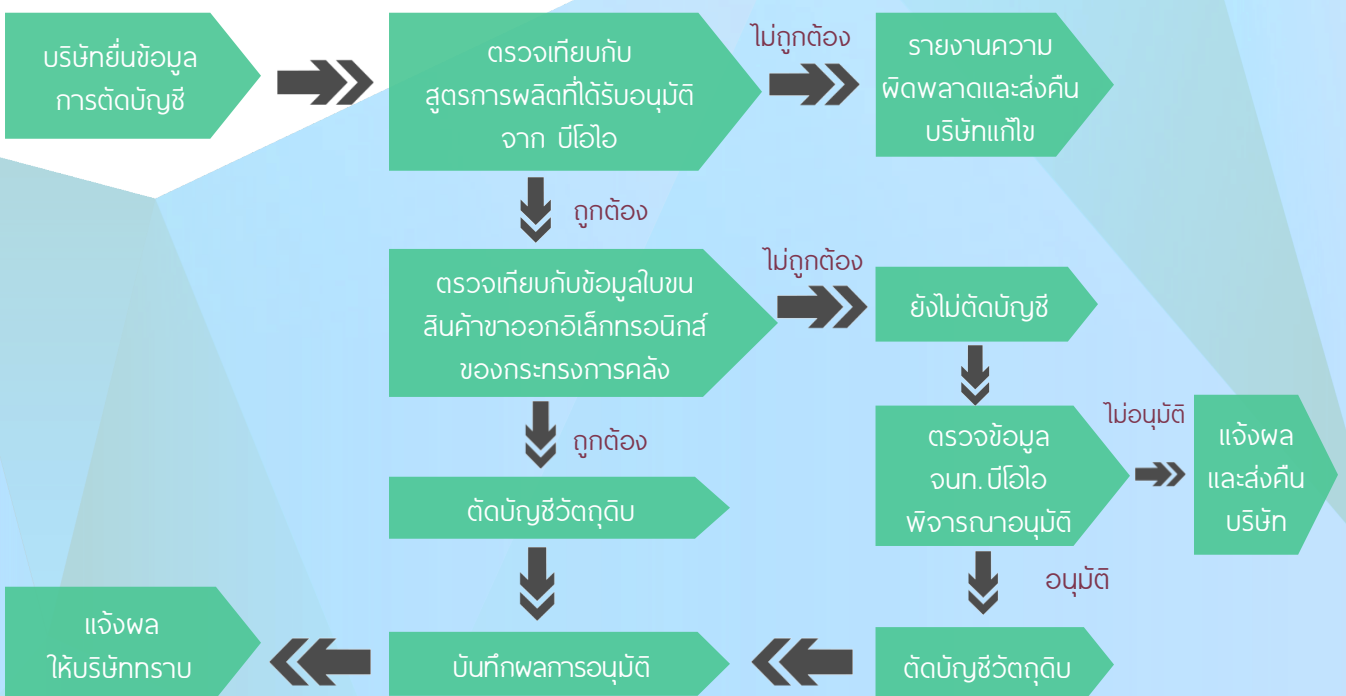 บริษัทยื่นข้อมูล
การตัดบัญชี
ตรวจเทียบกับ
สูตรการผลิตที่ได้รับอนุมัติ
จาก บีโอไอ
ไม่ถูกต้อง
รายงานความ
ผิดพลาดและส่งคืน
บริษัทแก้ไข
ถูกต้อง
ตรวจเทียบกับข้อมูลใบขน
สินค้าขาออกอิเล็กทรอนิกส์
ของกระทรงการคลัง
ไม่ถูกต้อง
ยังไม่ตัดบัญชี
ถูกต้อง
ตรวจข้อมูล
จนท. บีโอไอ
พิจารณาอนุมัติ
ไม่อนุมัติ
แจ้งผล
และส่งคืน
บริษัท
ตัดบัญชีวัตถุดิบ
อนุมัติ
ตัดบัญชีวัตถุดิบ
บันทึกผลการอนุมัติ
แจ้งผล
ให้บริษัททราบ